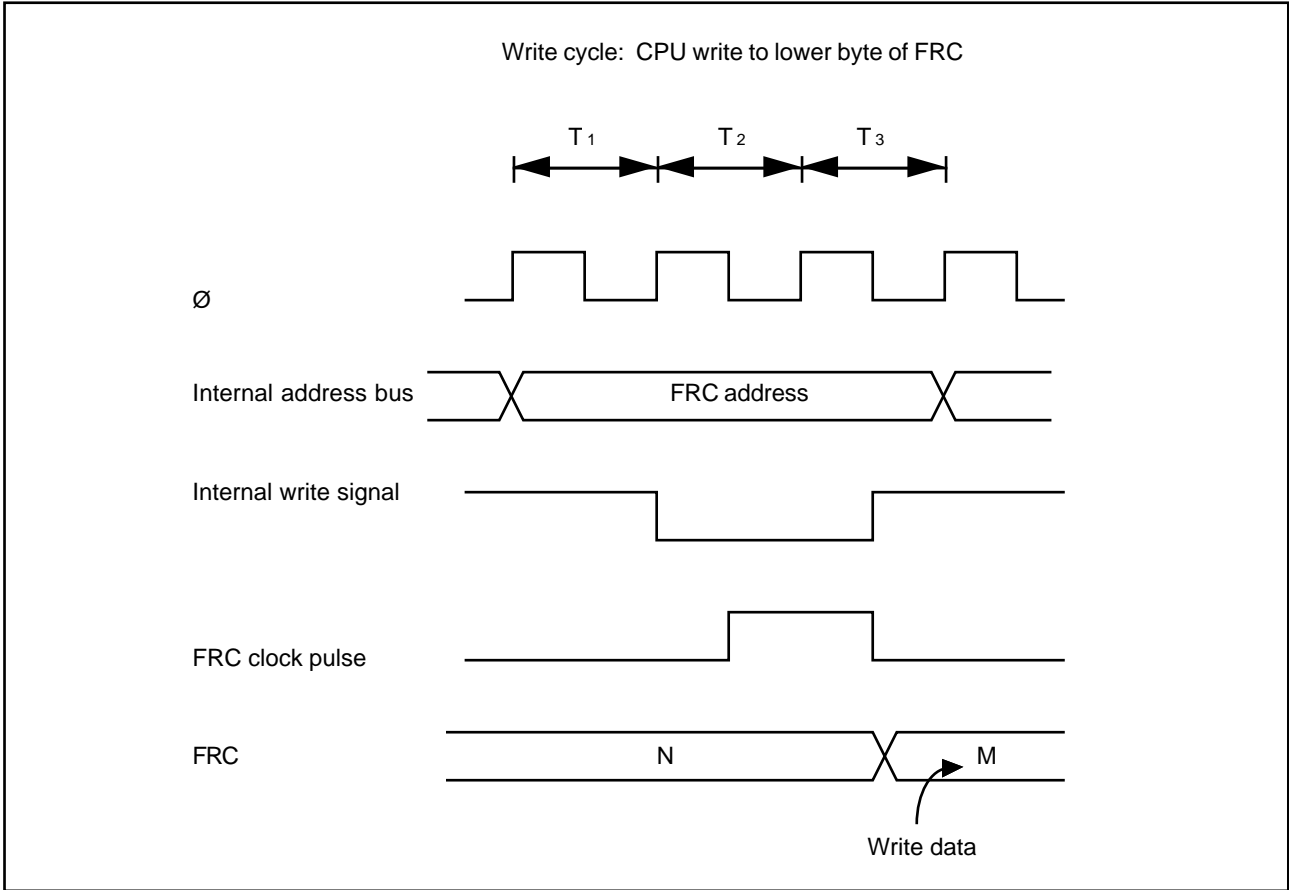 Write cycle: CPU write to lower byte of FRC
T1 T2 T3
Ø
Internal address bus FRC address
Internal write signal
FRC clock pulse
FRC N M
Write data